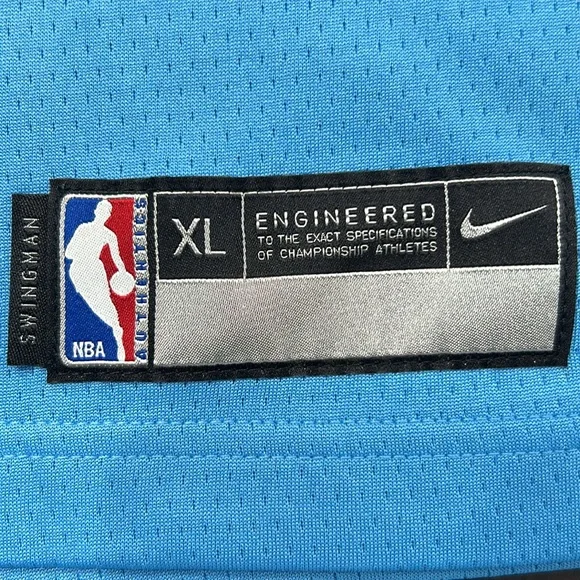 SWINGMAN
NBA
AUTHENTICS
XL
ENGINEERED
TO THE EXACT SPECIFICATIONS
OF CHAMPIONSHIP ATHLETES